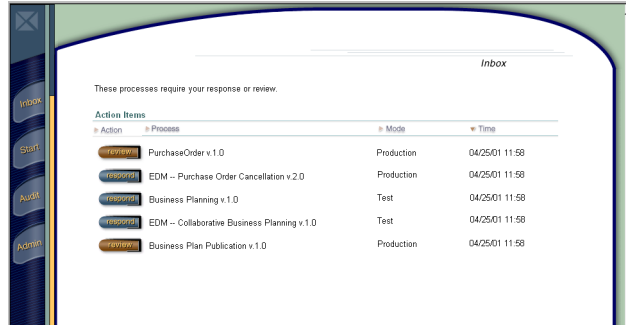 Inbox
These processes require your response or review.
Inbox
Action Items
Action Process Mode Time
review PurchaseOrder v.1.0 Production 04/25/01 11:58
Start
respond EDM -- Purchase Order Cancellation v.2.0 Production 04/25/01 11:58
Audit
respond Business Planning v.1.0 Test 04/25/01 11:58
respond EDM -- Collaborative Business Planning v.1.0 Test 04/25/01 11:58
Admin
review Business Plan Publication v.1.0 Production 04/25/01 11:58